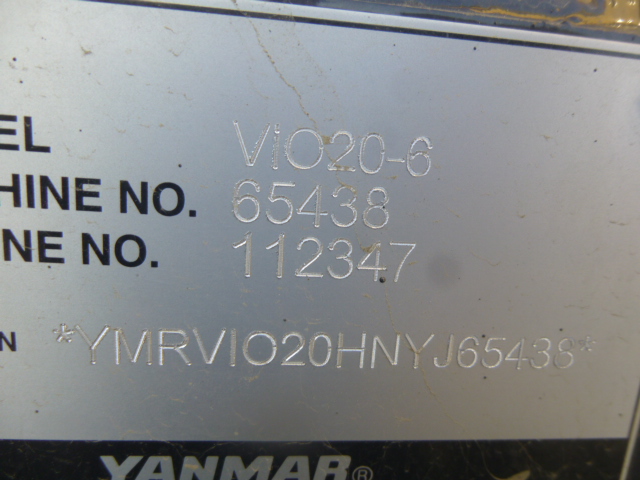 EL VIO20-6
HINE NO. 65438
NE NO. 112347
N *YMRVIO20HNYJ65438*
YANMAR®